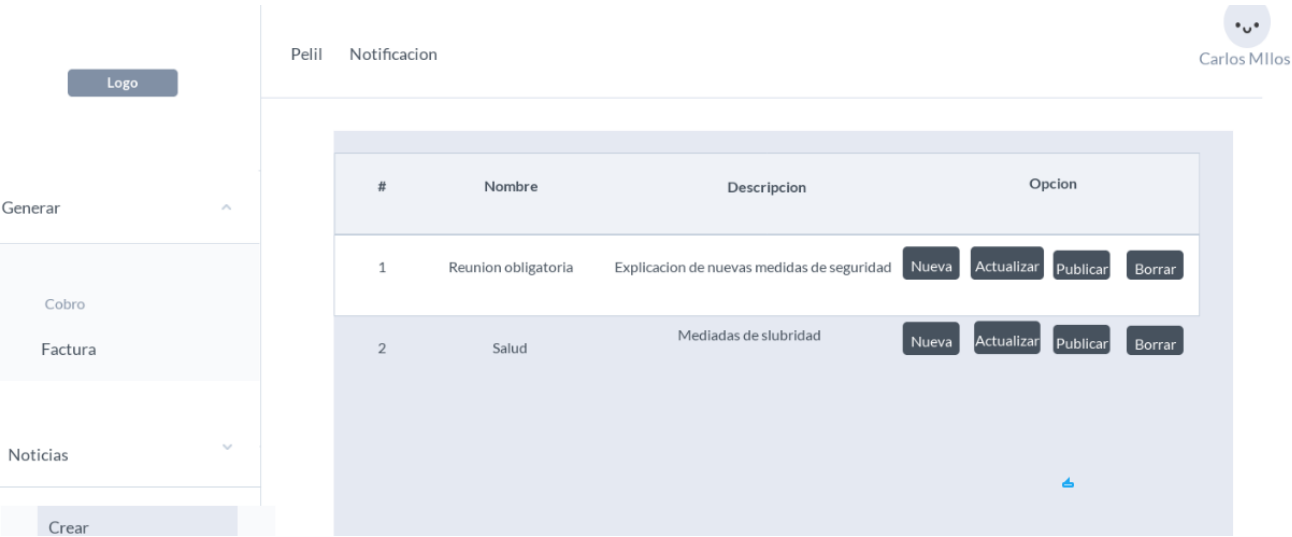 Logo
Pelil Notificacion
Carlos MIlos
Generar
Cobro
Factura
Noticias
Crear
# Nombre Descripcion Opcion
1 Reunion obligatoria Explicacion de nuevas medidas de seguridad Nueva Actualizar Publicar Borrar
2 Salud Mediadas de slubridad Nueva Actualizar Publicar Borrar